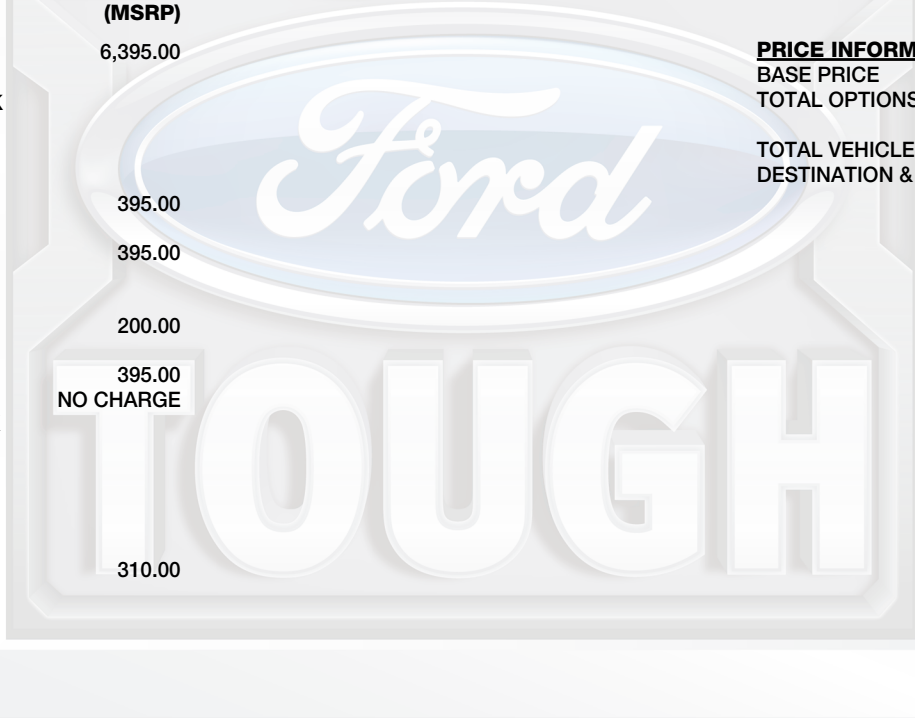 (MSRP)
6,395.00
395.00
395.00
200.00
395.00
NO CHARGE
310.00
PRICE INFORM
BASE PRICE
TOTAL OPTIONS
TOTAL VEHICLE
DESTINATION &
Ford
TOUGH